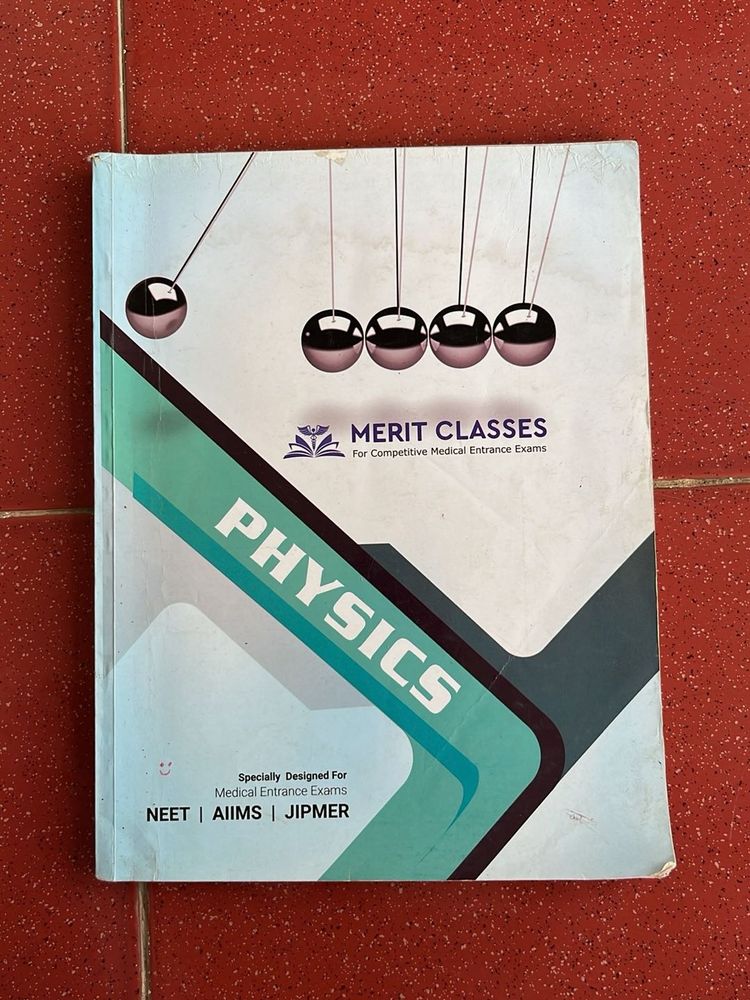 MERIT CLASSES
For Competitive Medical Entrance Exams
PHYSICS
Specially Designed For
Medical Entrance Exams
NEET | AIIMS | JIPMER